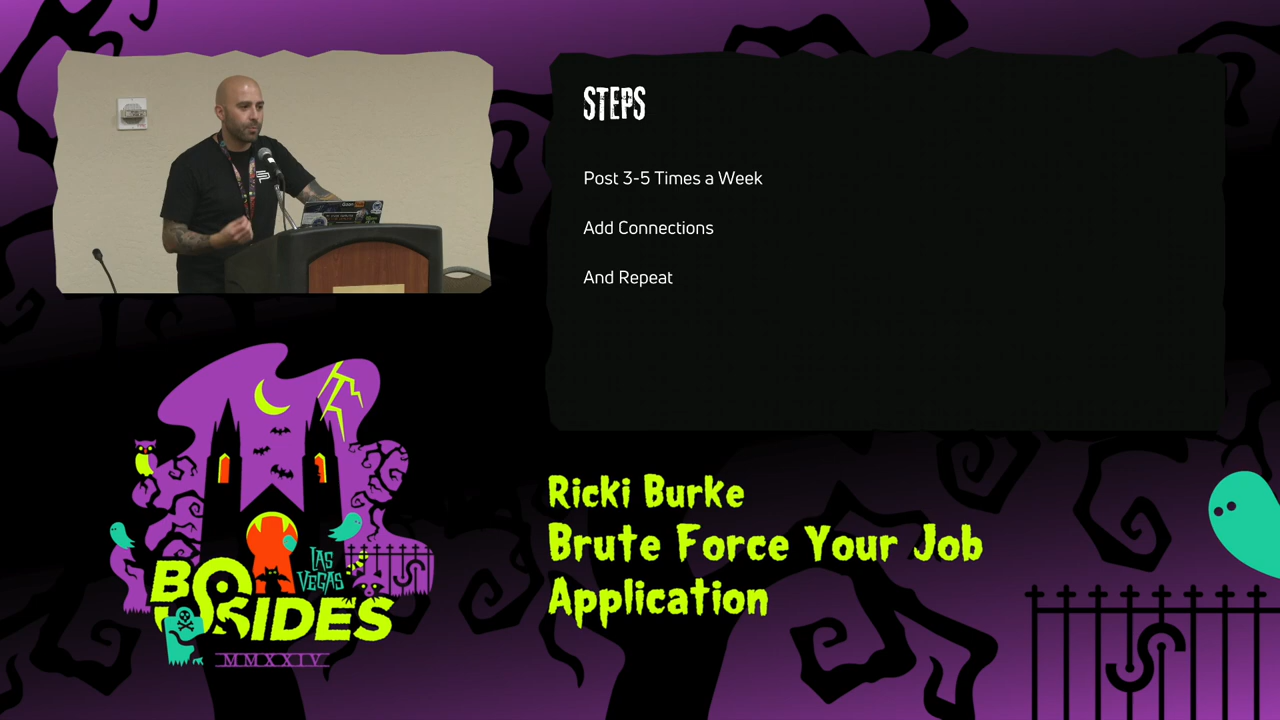 STEPS
Post 3-5 Times a Week
Add Connections
And Repeat
LAS
VEGAS
BSIDES
MMXXIV
Ricki Burke
Brute Force Your Job
Application